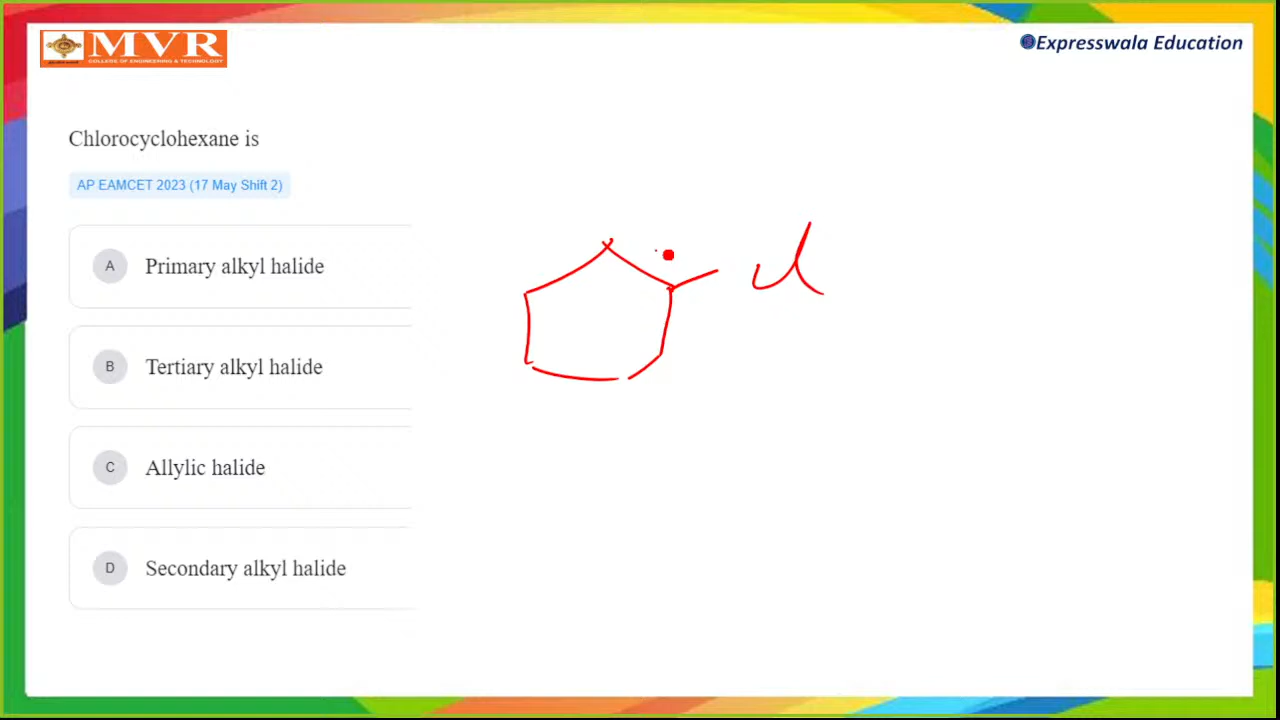 MVR
COLLEGE OF ENGINEERING & TECHNOLOGY
Expresswala Education
Chlorocyclohexane is
AP EAMCET 2023 (17 May Shift 2)
A Primary alkyl halide
B Tertiary alkyl halide
C Allylic halide
D Secondary alkyl halide
Cl